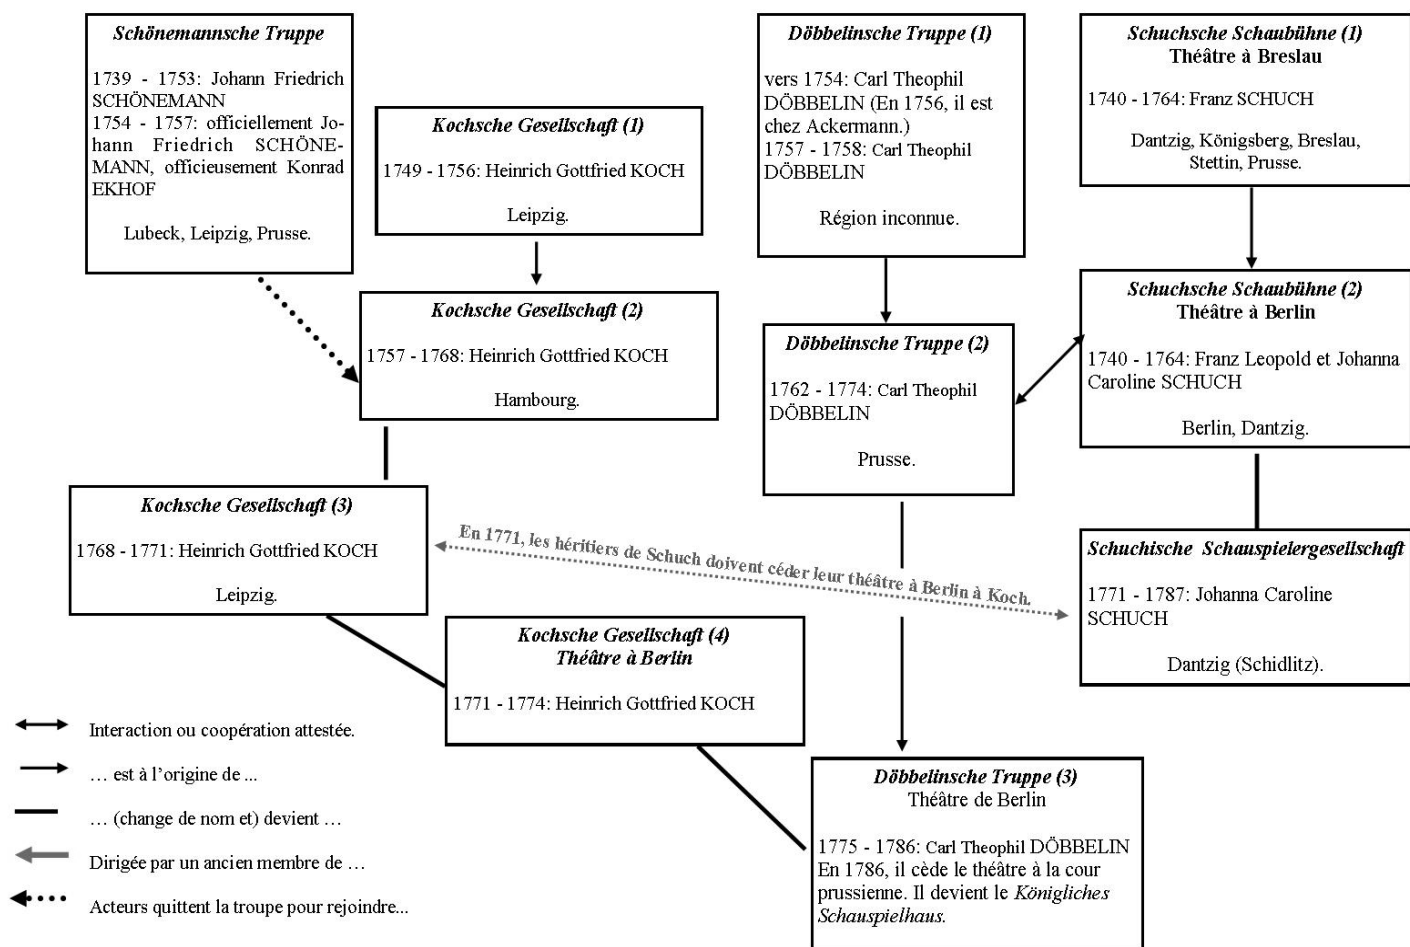 Schönemannsche Truppe
1739 - 1753: Johann Friedrich
SCHÖNEMANN
1754 - 1757: officiellement Jo-
hann Friedrich SCHÖNE-
MANN, officieusement Konrad
EKHOF
Lubeck, Leipzig, Prusse.
Kochsche Gesellschaft (1)
1749 - 1756: Heinrich Gottfried KOCH
Leipzig.
Döbbelinsche Truppe (1)
vers 1754: Carl Theophil
DÖBBELIN (En 1756, il est
chez Ackermann.)
1757 - 1758: Carl Theophil
DÖBBELIN
Région inconnue.
Schuchsche Schaubühne (1)
Théâtre à Breslau
1740 - 1764: Franz SCHUCH
Dantzig, Königsberg, Breslau,
Stettin, Prusse.
Kochsche Gesellschaft (2)
1757 - 1768: Heinrich Gottfried KOCH
Hambourg.
Döbbelinsche Truppe (2)
1762 - 1774: Carl Theophil
DÖBBELIN
Prusse.
Schuchsche Schaubühne (2)
Théâtre à Berlin
1740 - 1764: Franz Leopold et Johanna
Caroline SCHUCH
Berlin, Dantzig.
Kochsche Gesellschaft (3)
1768 - 1771: Heinrich Gottfried KOCH
Leipzig.
En 1771, les héritiers de Schuch doivent céder leur théâtre à Berlin à Koch.
Schuchische Schauspielergesellschaft
1771 - 1787: Johanna Caroline
SCHUCH
Dantzig (Schidlitz).
Kochsche Gesellschaft (4)
Théâtre à Berlin
1771 - 1774: Heinrich Gottfried KOCH
Döbbelinsche Truppe (3)
Théâtre de Berlin
1775 - 1786: Carl Theophil DÖBBELIN
En 1786, il cède le théâtre à la cour
prussienne. Il devient le Königliches
Schauspielhaus.
Interaction ou coopération attestée.
… est à l'origine de ...
… (change de nom et) devient …
Dirigée par un ancien membre de …
Acteurs quittent la troupe pour rejoindre...